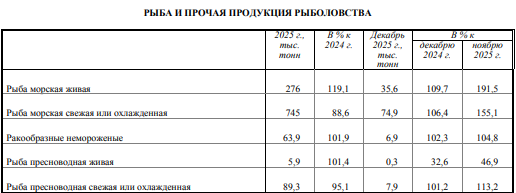 РЫБА И ПРОЧАЯ ПРОДУКЦИЯ РЫБОЛОВСТВА
2025 г., тыс. тонн | В % к 2024 г. | Декабрь 2025 г., тыс. тонн | В % к
декабрю 2024 г. | ноябрю 2025 г.
Рыба морская живая 276 119,1 35,6 109,7 191,5
Рыба морская свежая или охлажденная 745 88,6 74,9 106,4 155,1
Ракообразные немороженые 63,9 101,9 6,9 102,3 104,8
Рыба пресноводная живая 5,9 101,4 0,3 32,6 46,9
Рыба пресноводная свежая или охлажденная 89,3 95,1 7,9 101,2 113,2